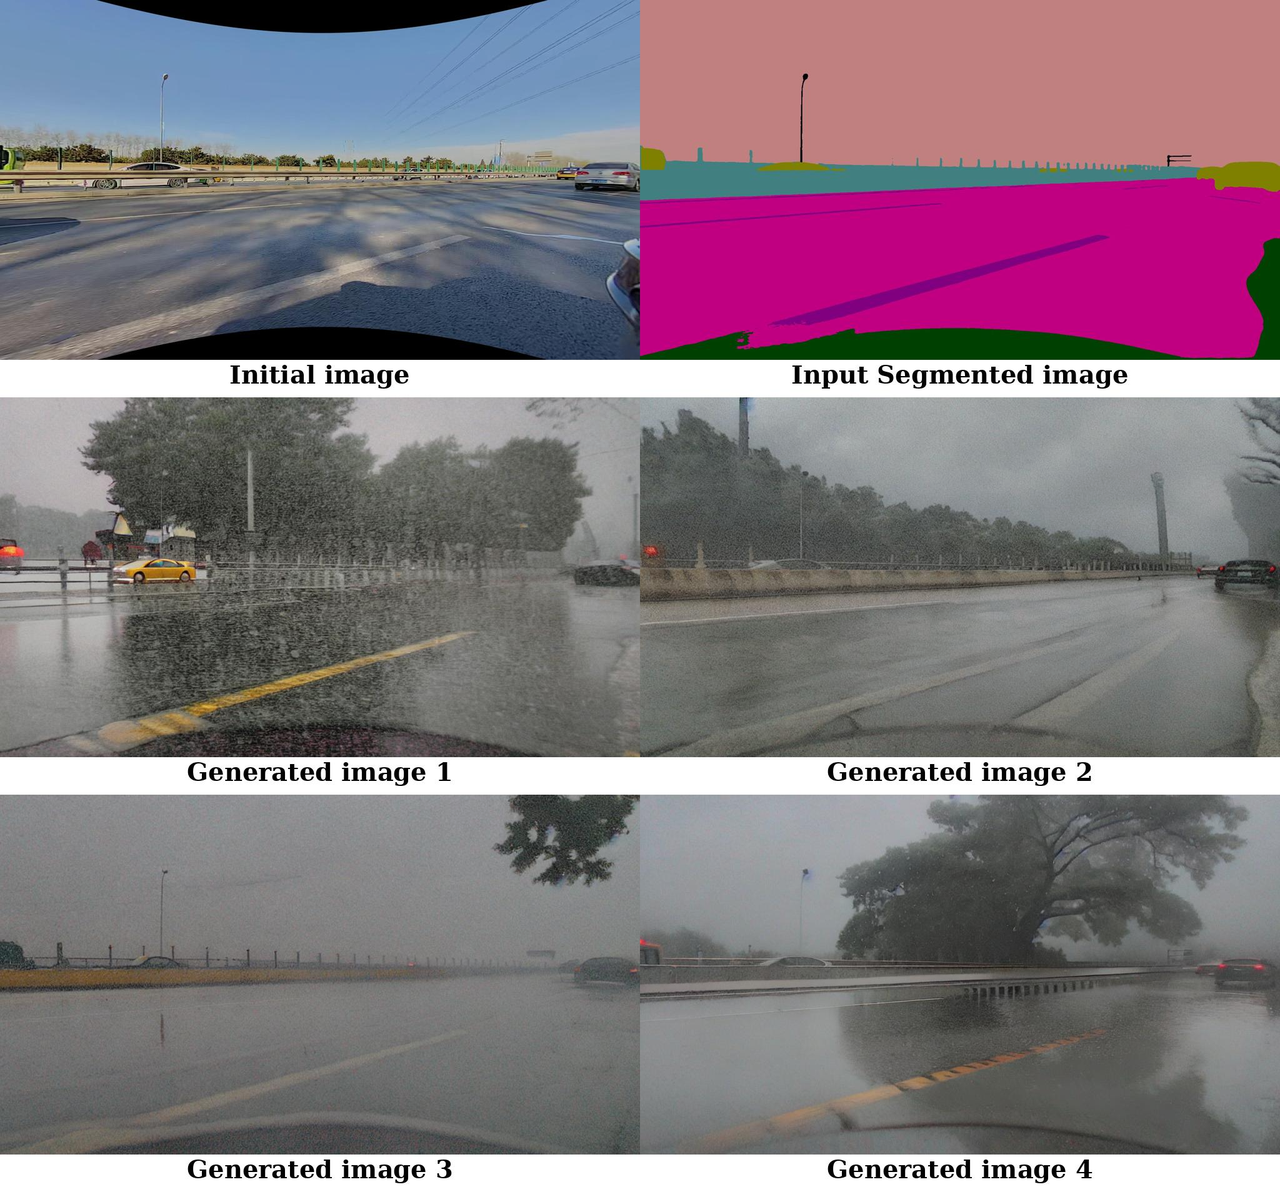 Initial image
Input Segmented image
Generated image 1
Generated image 2
Generated image 3
Generated image 4